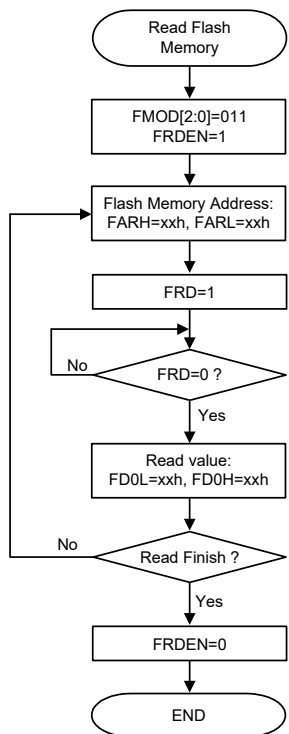 Read Flash
Memory
FMOD[2:0]=011
FRDEN=1
Flash Memory Address:
FARH=xxh, FARL=xxh
FRD=1
No
FRD=0 ?
Yes
Read value:
FD0L=xxh, FD0H=xxh
No
Read Finish ?
Yes
FRDEN=0
END